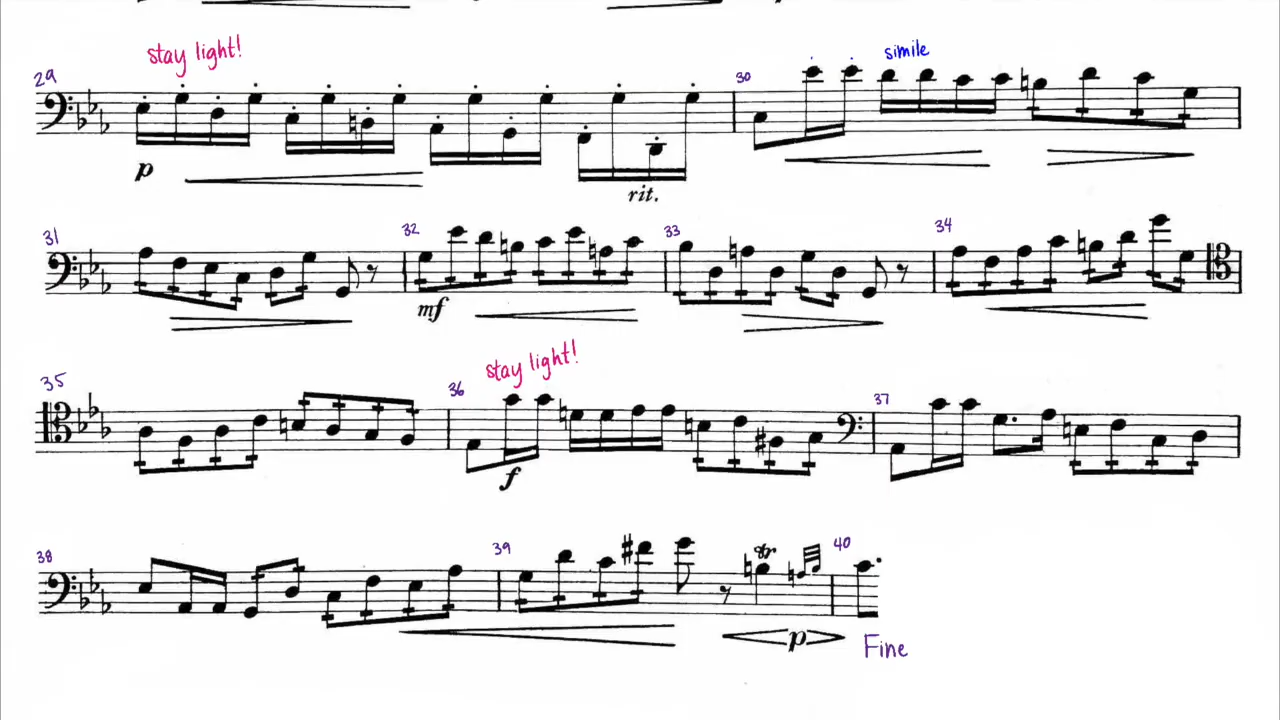 stay light!
29
30
simile
p
rit.
31
32
33
34
mf
35
stay light!
36
37
f
38
39
tr
40
p
Fine